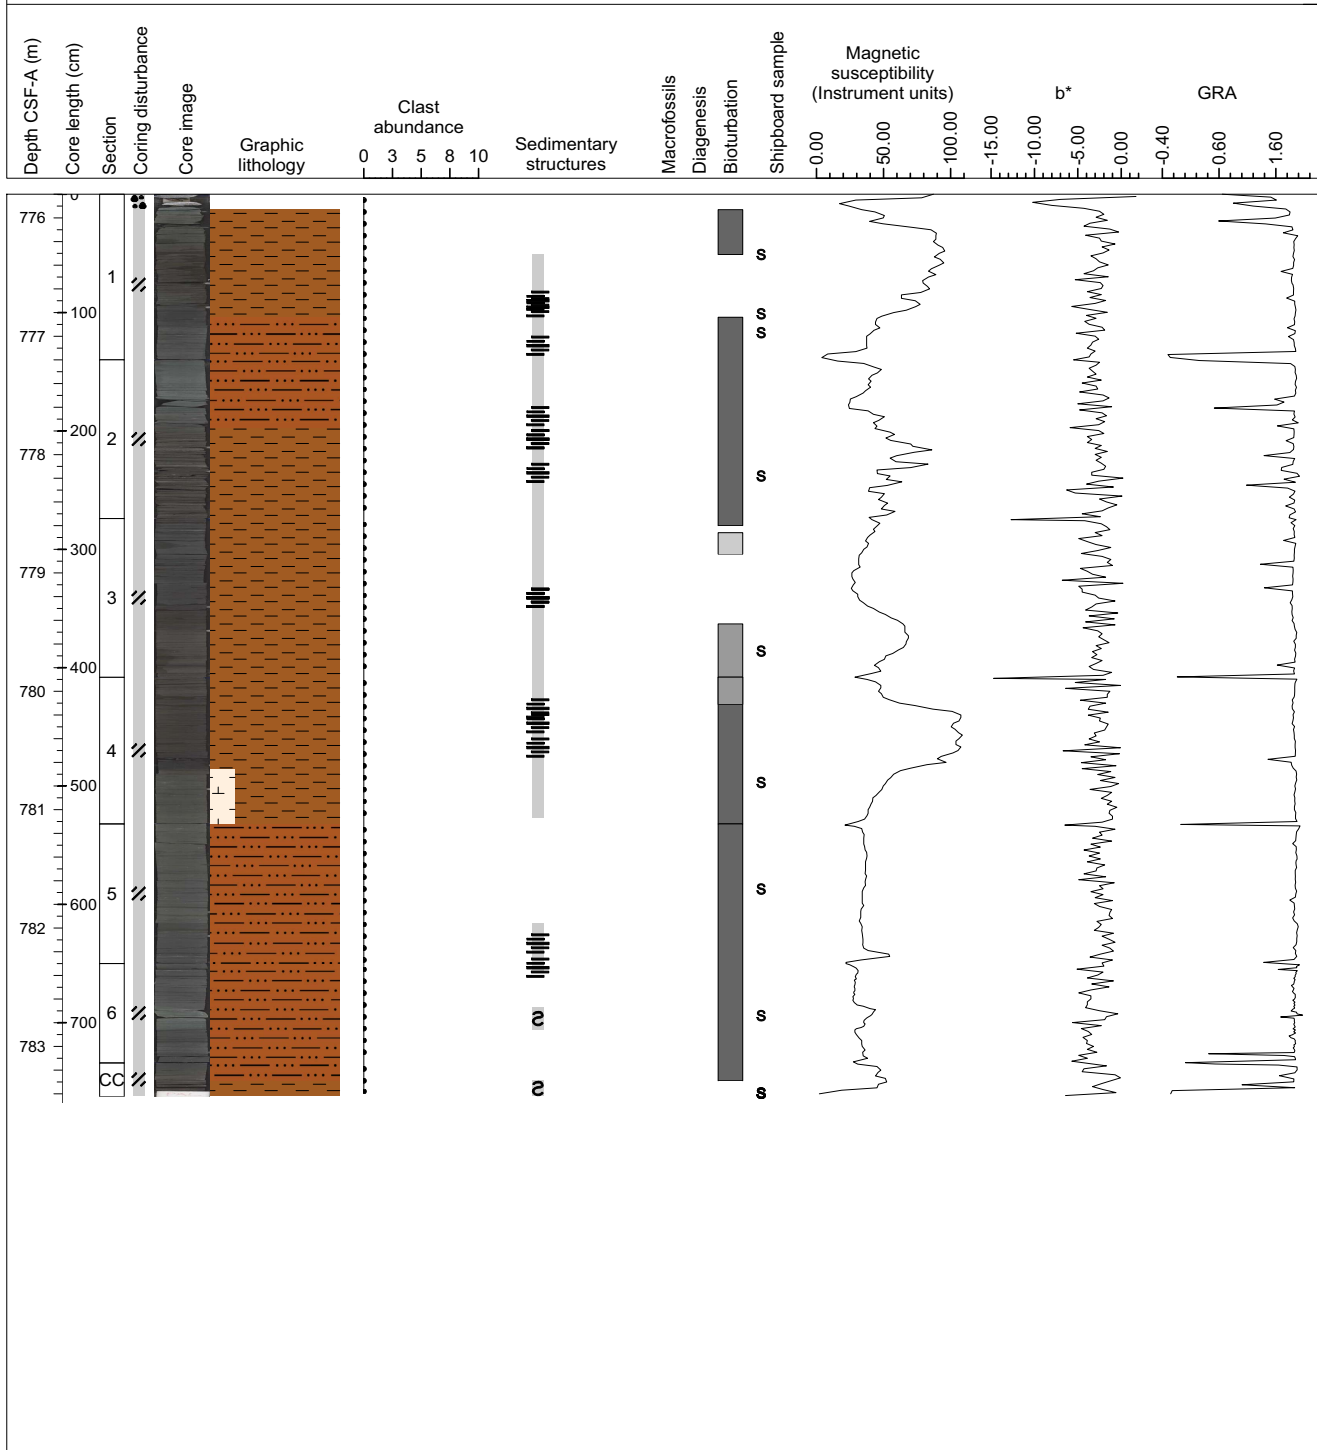 Depth CSF-A (m)
Core length (cm)
Section
Coring disturbance
Core image
Graphic
lithology
Clast
abundance
0 3 5 8 10
Sedimentary
structures
Macrofossils
Diagenesis
Bioturbation
Shipboard sample
Magnetic
susceptibility
(Instrument units)
0.00 50.00 100.00
b*
-15.00 -10.00 -5.00 0.00
GRA
-0.40 0.60 1.60
0
776
S
1
100
S
777
S
200
2
778
S
300
779
3
S
400
780
4
S
500
781
5
S
600
782
6
S
700
S
783
CC
S
S